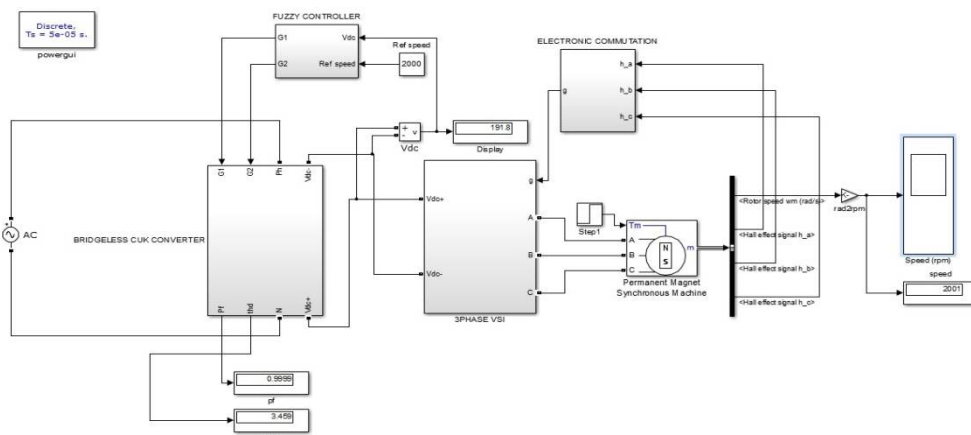 Discrete,
Ts = 5e-05 s.
powergui
FUZZY CONTROLLER
G1
Vdc
G2
Ref speed
Ref speed
2000
ELECTRONIC COMMUTATION
h_a
h_b
h_c
g
+
-
v
Vdc
191.8
Display
AC
+
G1
G2
Ph
Vdc-
BRIDGELESS CUK CONVERTER
Pf
thd
N
Vdc+
g
Vdc+
Vdc-
A
B
C
3PHASE VSI
Step1
Tm
A
B
C
N
S
m
Permanent Magnet
Synchronous Machine
<Rotor speed wm (rad/s)>
<Hall effect signal h_a>
<Hall effect signal h_b>
<Hall effect signal h_c>
rad2rpm
Speed (rpm)
speed
2001
0.9999
pf
3.459